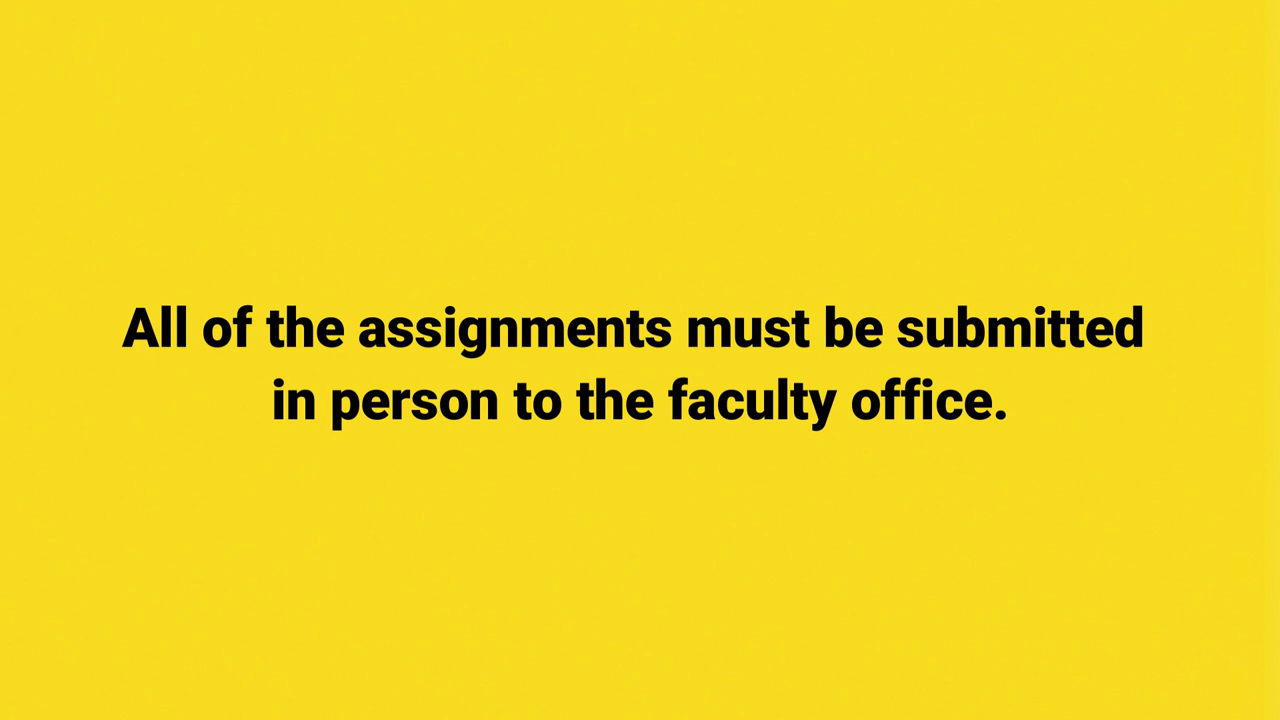 All of the assignments must be submitted
in person to the faculty office.